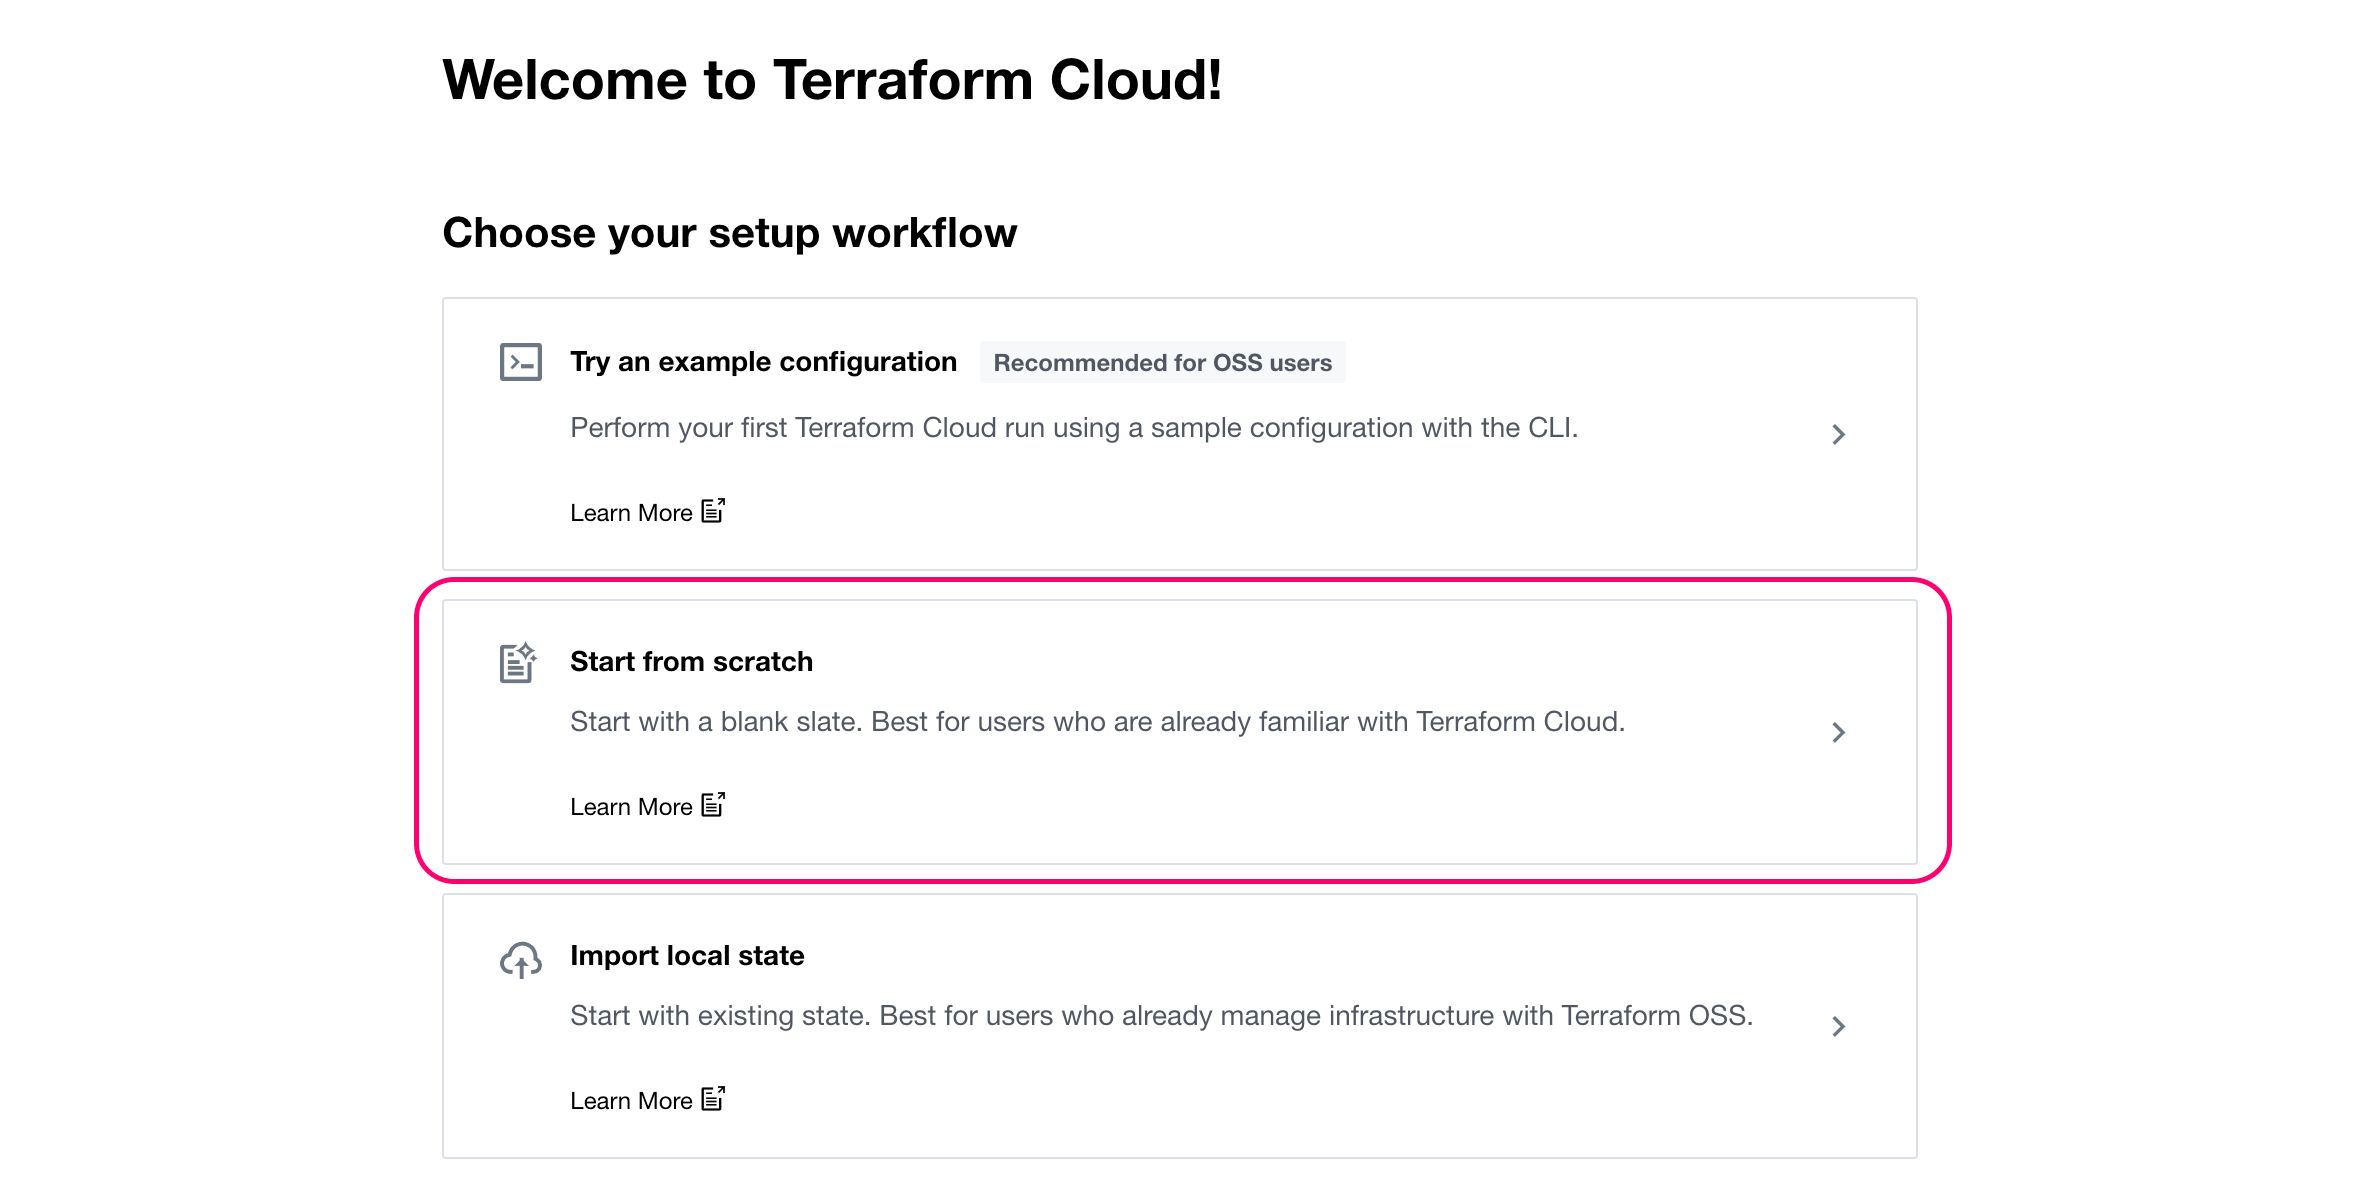 Welcome to Terraform Cloud!
Choose your setup workflow
Try an example configuration Recommended for OSS users
Perform your first Terraform Cloud run using a sample configuration with the CLI.
Learn More
Start from scratch
Start with a blank slate. Best for users who are already familiar with Terraform Cloud.
Learn More
Import local state
Start with existing state. Best for users who already manage infrastructure with Terraform OSS.
Learn More